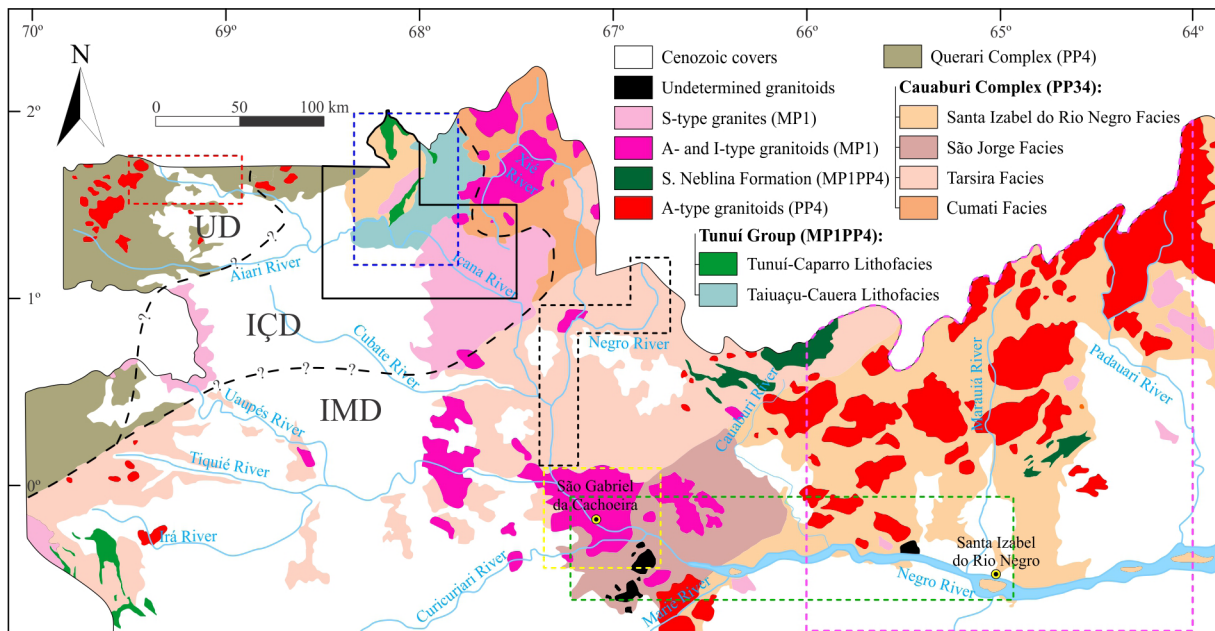 70º 69º 68º 67º 66º 65º 64º
N
2º
1º
0º
0 50 100 km
Cenozoic covers
Undetermined granitoids
S-type granites (MP1)
A- and I-type granitoids (MP1)
S. Neblina Formation (MP1PP4)
A-type granitoids (PP4)
Tunuí Group (MP1PP4):
Tunuí-Caparro Lithofacies
Taiuaçu-Cauera Lithofacies
Querari Complex (PP4)
Cauaburi Complex (PP34):
Santa Izabel do Rio Negro Facies
São Jorge Facies
Tarsira Facies
Cumati Facies
Xié
River
UD
Aiari River
?
Içana River
?
IÇD
Cubate River
Negro River
?
?
?
?
IMD
Uaupés River
Tiquié River
Irá River
Cauaburi River
Marauiá River
Padauari River
São Gabriel
da Cachoeira
Curicuriari River
Marié River
Negro River
Santa Izabel
do Rio Negro